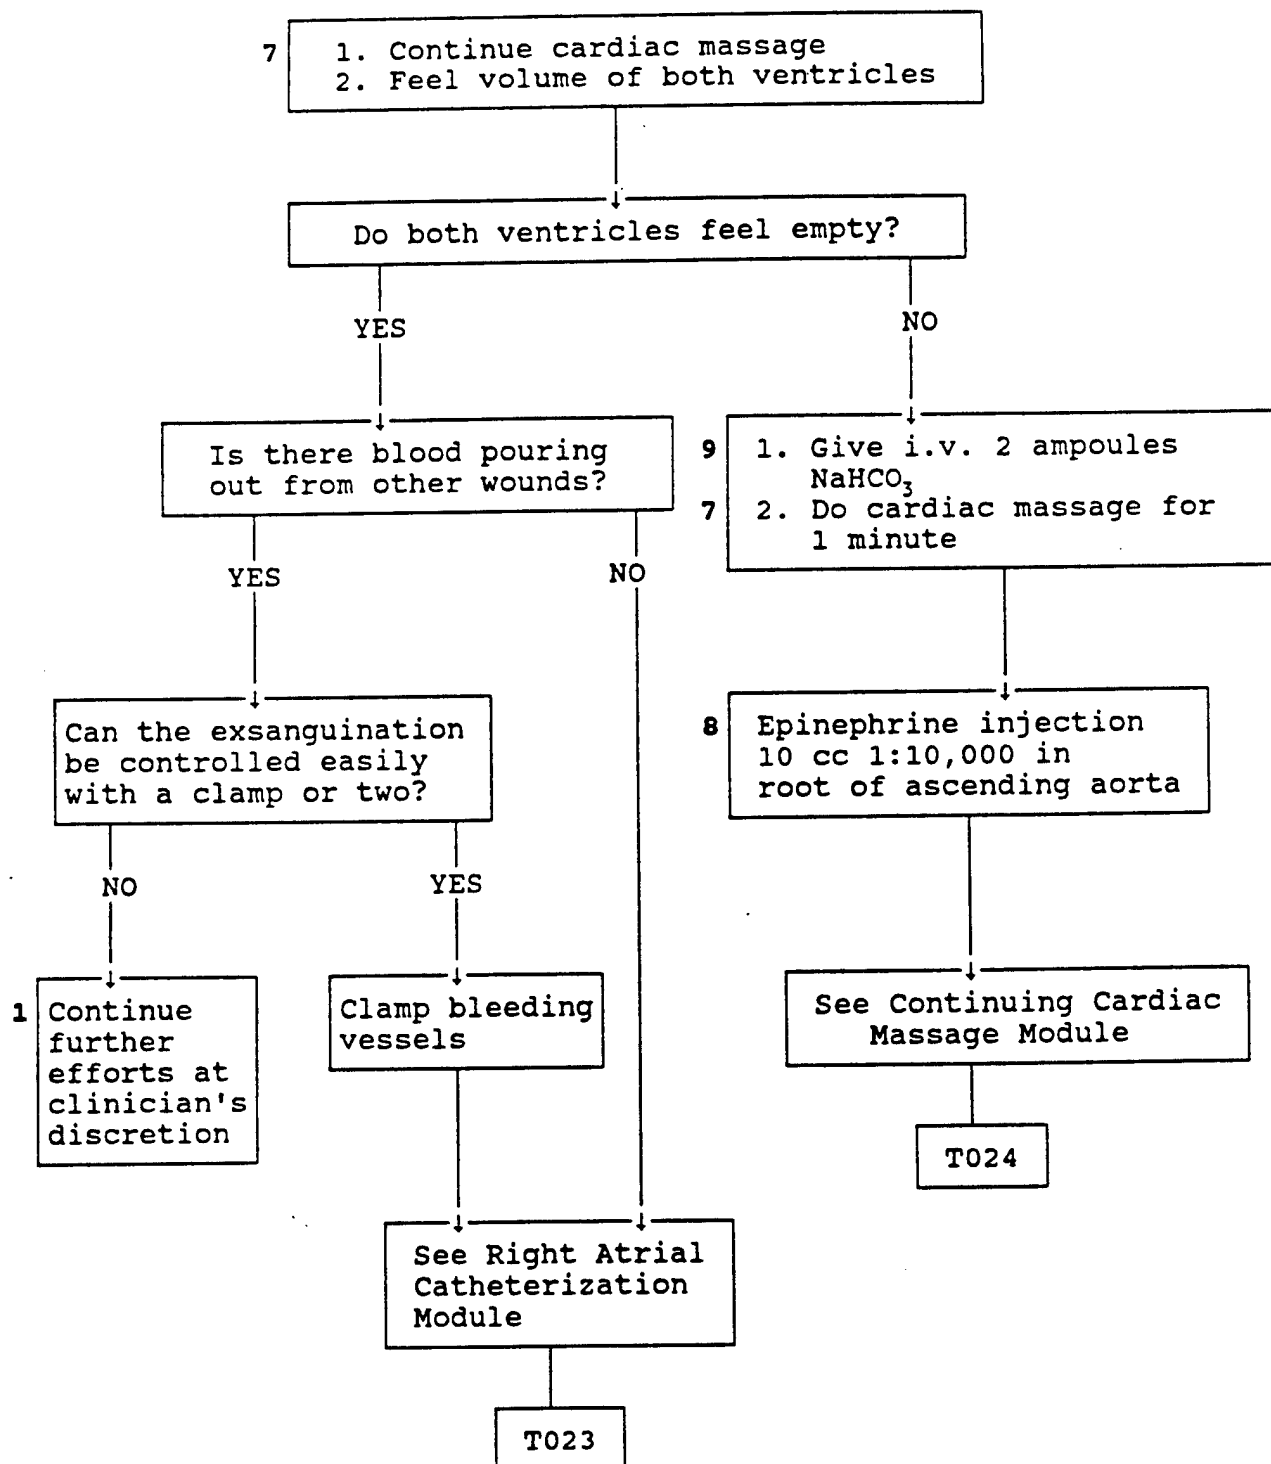 7 1. Continue cardiac massage
2. Feel volume of both ventricles
Do both ventricles feel empty?
YES
NO
Is there blood pouring
out from other wounds?
9 1. Give i.v. 2 ampoules
NaHCO₃
7 2. Do cardiac massage for
1 minute
YES
NO
Can the exsanguination
be controlled easily
with a clamp or two?
8 Epinephrine injection
10 cc 1:10,000 in
root of ascending aorta
NO
YES
1 Continue
further
efforts at
clinician's
discretion
Clamp bleeding
vessels
See Continuing Cardiac
Massage Module
T024
See Right Atrial
Catheterization
Module
T023